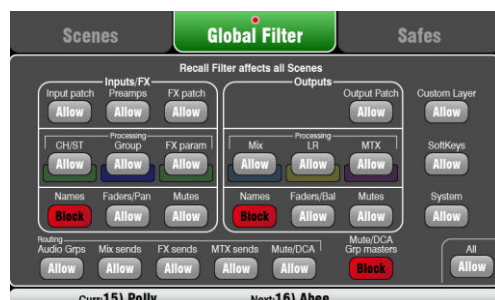 Scenes Global Filter Safes
Recall Filter affects all Scenes
Inputs/FX Outputs
Input patch Preamps FX patch Output Patch Custom Layer
Allow Allow Allow Allow Allow
Processing Processing
CH/ST Group FX param Mix LR MTX SoftKeys
Allow Allow Allow Allow Allow Allow Allow
Names Faders/Pan Mutes Names Faders/Bal Mutes System
Block Allow Allow Block Allow Allow Allow
Routing Mute/DCA
Audio Grps Mix sends FX sends MTX sends Mute/DCA Grp masters All
Allow Allow Allow Allow Allow Block Allow
Curr:15) Polly Next:16) Abee